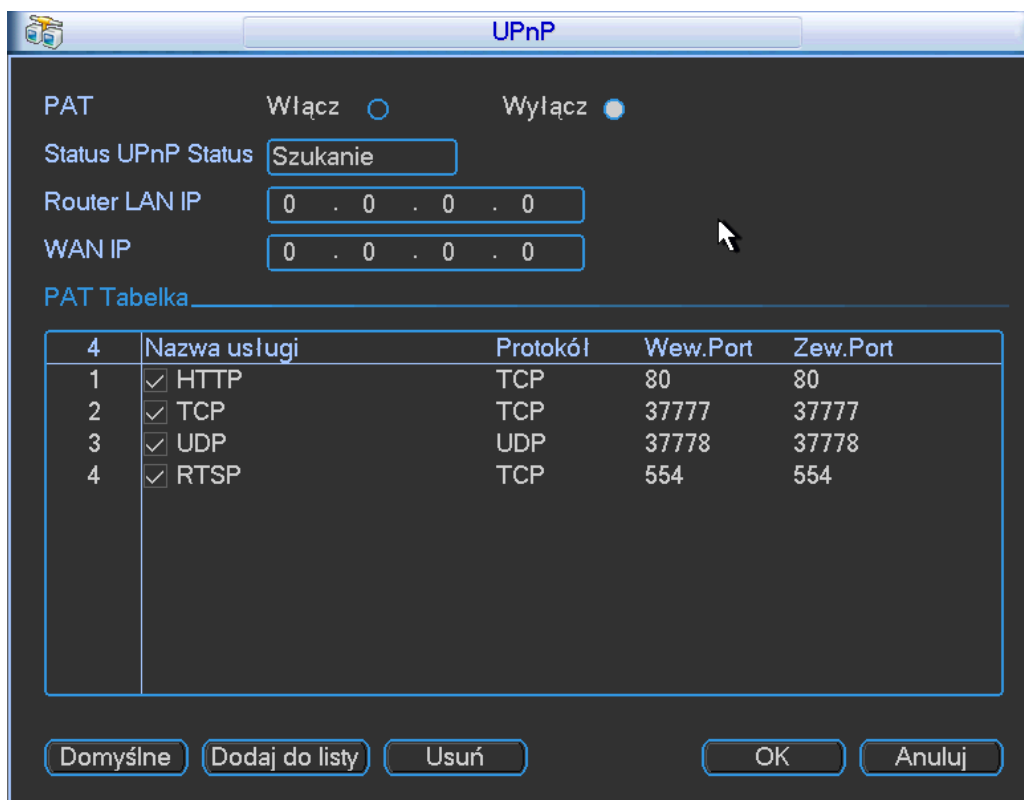 UPnP
PAT Włącz Wyłącz
Status UPnP Status Szukanie
Router LAN IP 0 . 0 . 0 . 0
WAN IP 0 . 0 . 0 . 0
PAT Tabelka
4 Nazwa usługi Protokół Wew.Port Zew.Port
1 HTTP TCP 80 80
2 TCP TCP 37777 37777
3 UDP UDP 37778 37778
4 RTSP TCP 554 554
Domyślne Dodaj do listy Usuń OK Anuluj